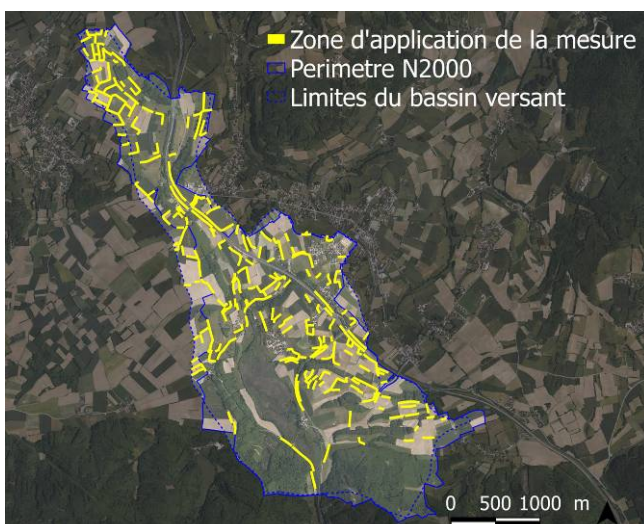 Zone d'application de la mesure
Perimetre N2000
Limites du bassin versant
0 500 1000 m